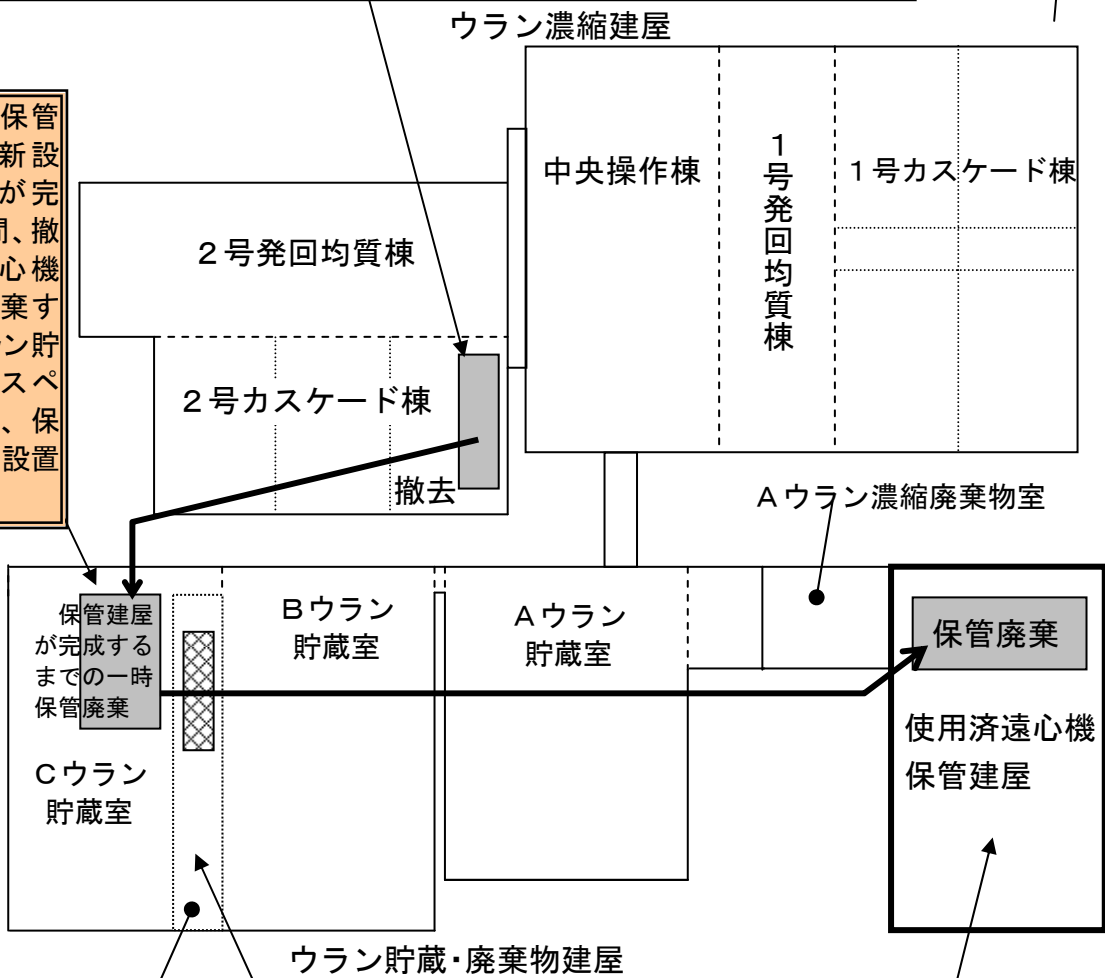 ウラン濃縮建屋
保管
新設
が完
間、撤
心機
棄す
ン貯
スペ
、保
設置
中央操作棟
1号発回均質棟
1号カスケード棟
2号発回均質棟
2号カスケード棟
撤去
Aウラン濃縮廃棄物室
保管建屋
が完成する
までの一時
保管廃棄
Bウラン
貯蔵室
Aウラン
貯蔵室
保管廃棄
使用済遠心機
保管建屋
Cウラン
貯蔵室
ウラン貯蔵・廃棄物建屋